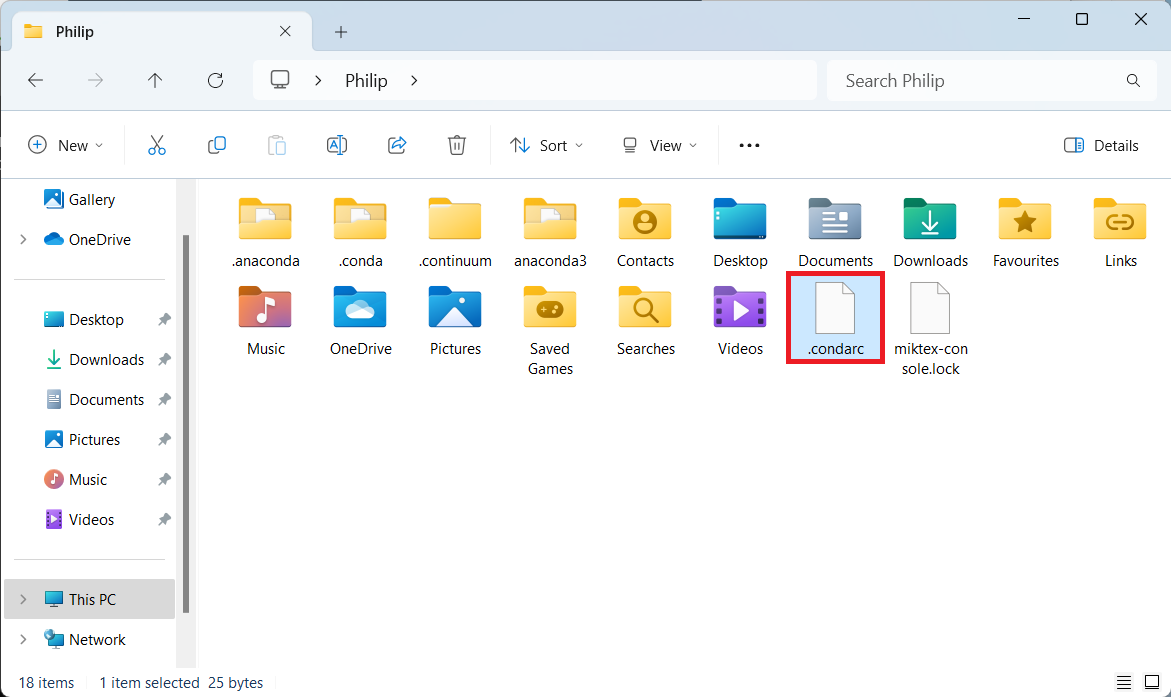 Philip
Philip
Search Philip
New
Sort
View
Details
Gallery
OneDrive
Desktop
Downloads
Documents
Pictures
Music
Videos
This PC
Network
.anaconda
.conda
.continuum
anaconda3
Contacts
Desktop
Documents
Downloads
Favourites
Links
Music
OneDrive
Pictures
Saved
Games
Searches
Videos
.condarc
miktex-con
sole.lock
18 items
1 item selected 25 bytes